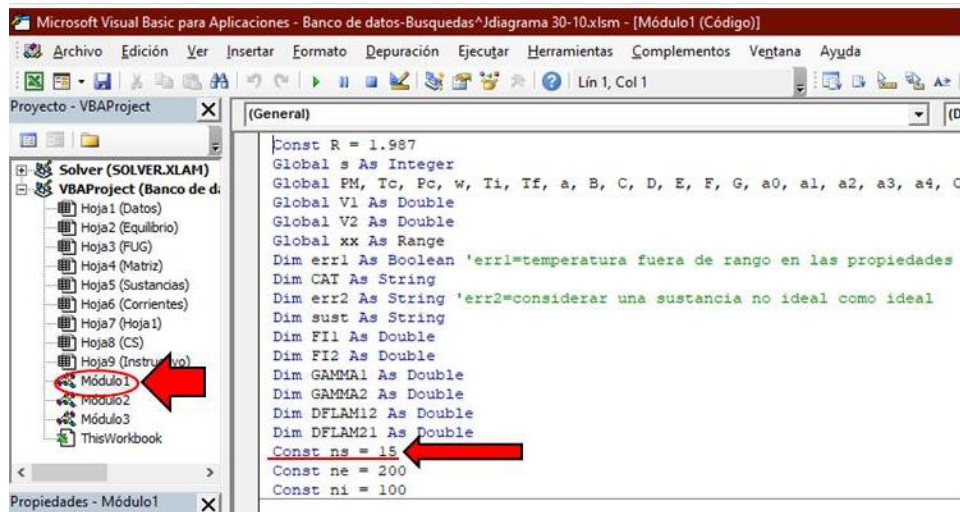 Microsoft Visual Basic para Aplicaciones - Banco de datos-Busquedas^Jdiagrama 30-10.xlsm - [Módulo1 (Código)]
Archivo Edición Ver Insertar Formato Depuración Ejecutar Herramientas Complementos Ventana Ayuda
Lín 1, Col 1
Proyecto - VBAProject
Solver (SOLVER.XLAM)
VBAProject (Banco de da
Hoja1 (Datos)
Hoja2 (Equilibrio)
Hoja3 (FUG)
Hoja4 (Matriz)
Hoja5 (Sustancias)
Hoja6 (Corrientes)
Hoja7 (Hoja1)
Hoja8 (CS)
Hoja9 (Instructivo)
Módulo1
Módulo2
Módulo3
ThisWorkbook
Propiedades - Módulo1
(General)
(D
Const R = 1.987
Global s As Integer
Global PM, Tc, Pc, w, Ti, Tf, a, B, C, D, E, F, G, a0, a1, a2, a3, a4,
Global V1 As Double
Global V2 As Double
Global xx As Range
Dim err1 As Boolean 'err1=temperatura fuera de rango en las propiedades
Dim CAT As String
Dim err2 As String 'err2=considerar una sustancia no ideal como ideal
Dim sust As String
Dim FI1 As Double
Dim FI2 As Double
Dim GAMMA1 As Double
Dim GAMMA2 As Double
Dim DFLAM12 As Double
Dim DFLAM21 As Double
Const ns = 15
Const ne = 200
Const ni = 100